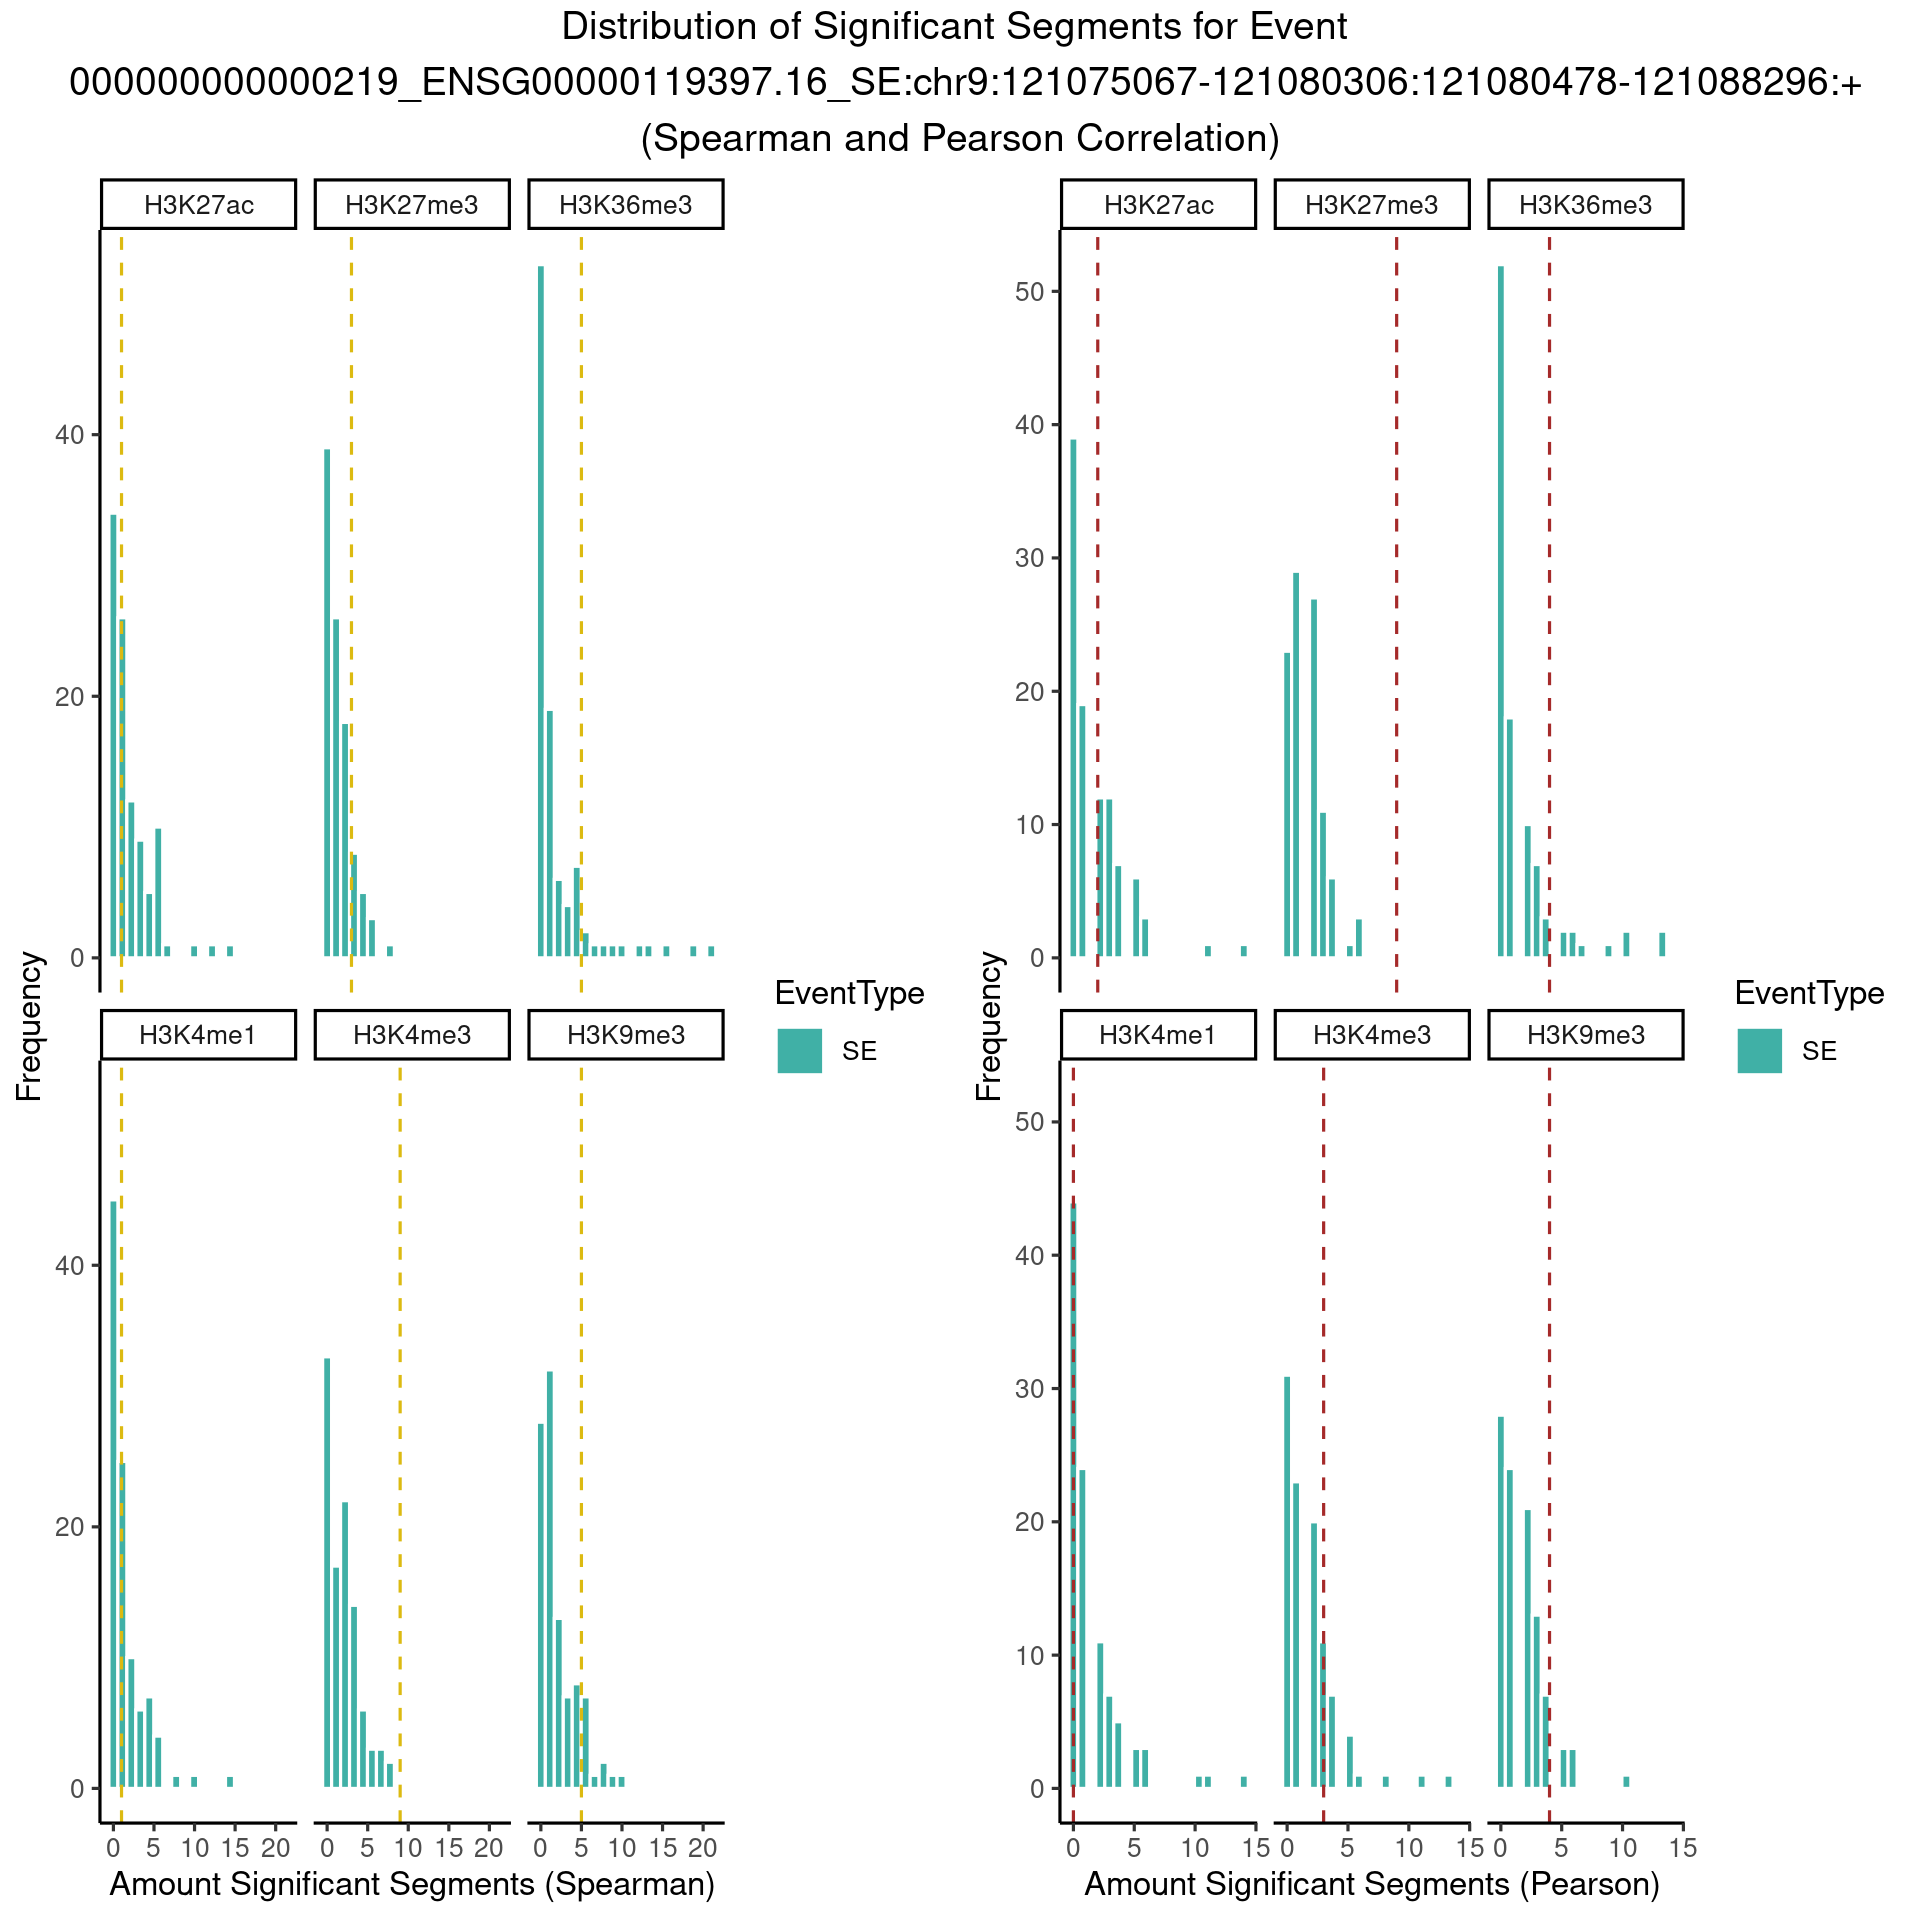 Distribution of Significant Segments for Event
000000000000219_ENSG00000119397.16_SE:chr9:121075067-121080306:121080478-121088296:+
(Spearman and Pearson Correlation)
H3K27ac H3K27me3 H3K36me3
40
20
0
H3K4me1 H3K4me3 H3K9me3
40
20
0
0 5 10 15 20 0 5 10 15 20 0 5 10 15 20
Frequency
Amount Significant Segments (Spearman)
EventType
SE
H3K27ac H3K27me3 H3K36me3
50
40
30
20
10
0
H3K4me1 H3K4me3 H3K9me3
50
40
30
20
10
0
0 5 10 15 0 5 10 15 0 5 10 15
Frequency
Amount Significant Segments (Pearson)
EventType
SE